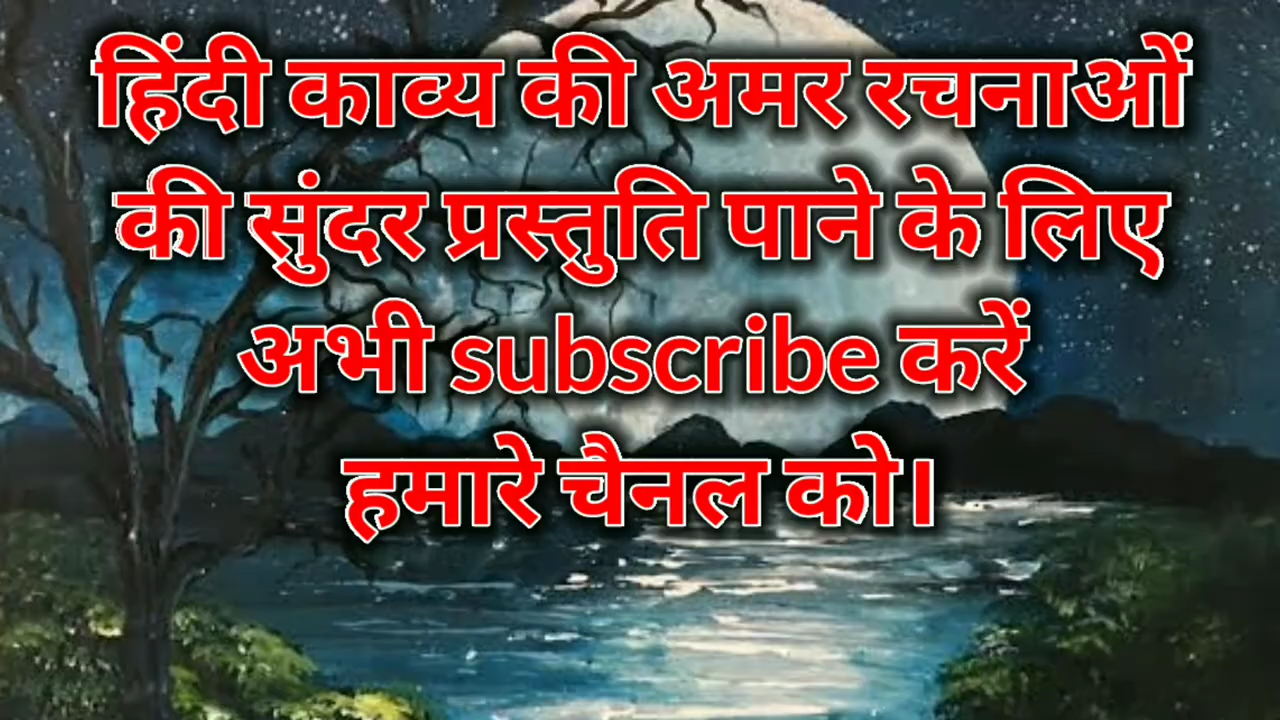 हिंदी काव्य की अमर रचनाओं
की सुंदर प्रस्तुति पाने के लिए
अभी subscribe करें
हमारे चैनल को।